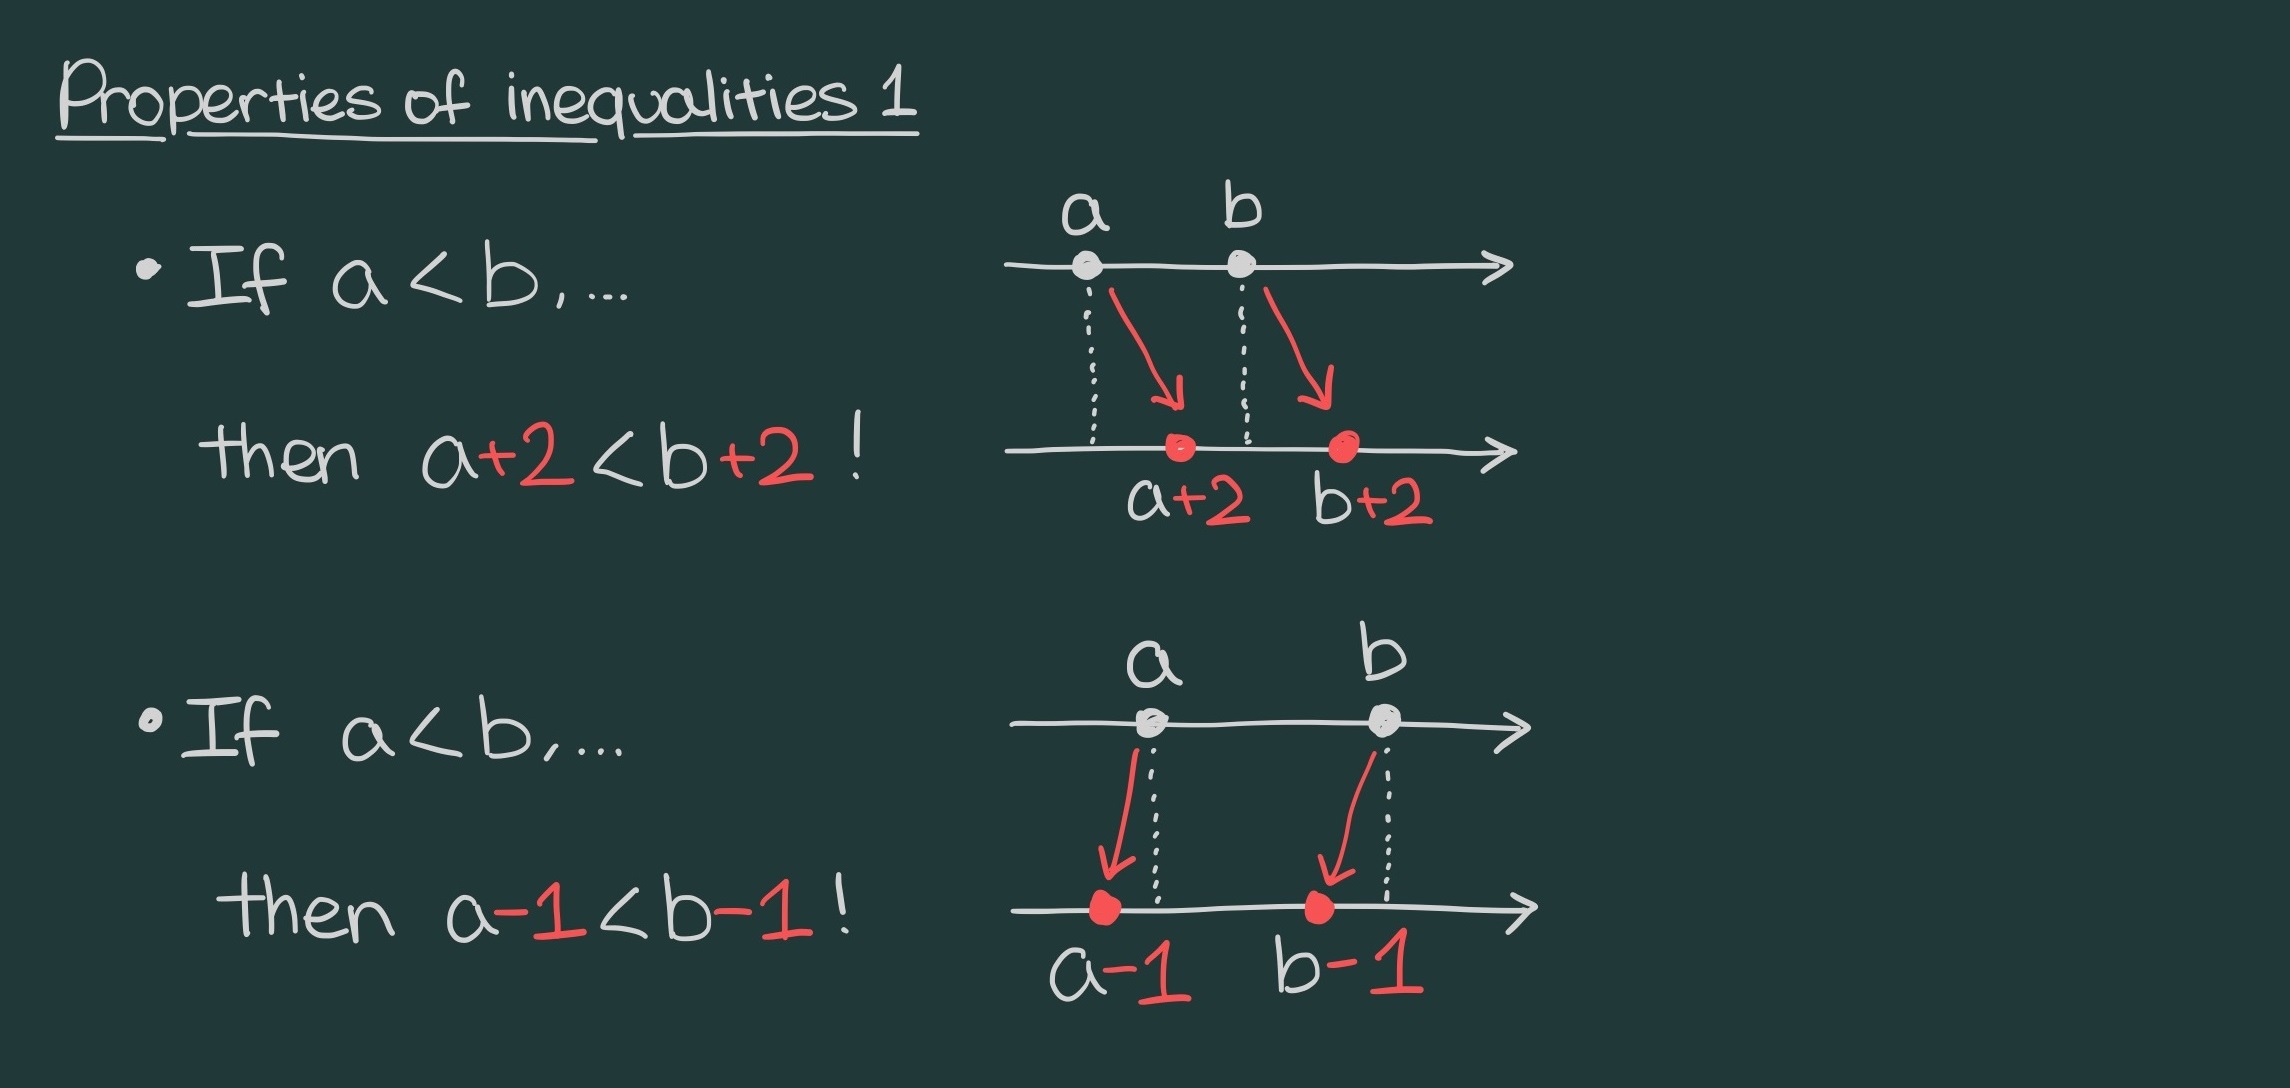 Properties of inequalities 1
• If a < b, ...
then a+2 < b+2 !
a b
a+2 b+2
• If a < b, ...
then a-1 < b-1 !
a b
a-1 b-1